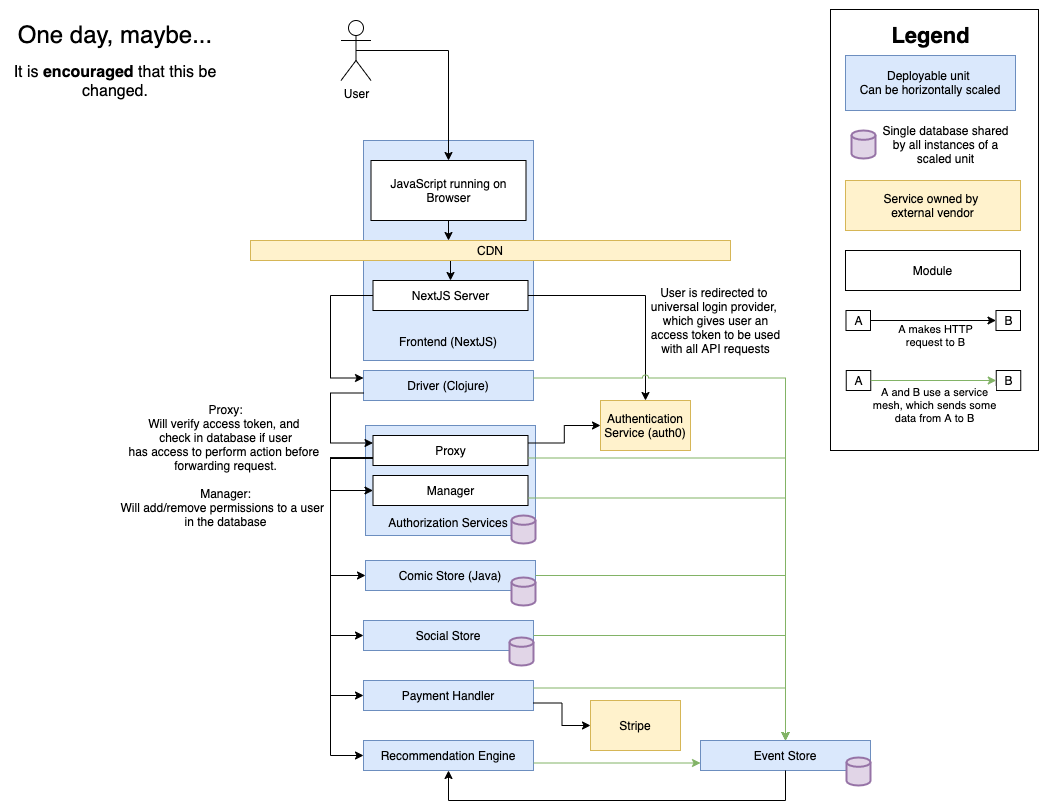 One day, maybe...
It is encouraged that this be
changed.
User
JavaScript running on
Browser
CDN
NextJS Server
Frontend (NextJS)
User is redirected to
universal login provider,
which gives user an
access token to be used
with all API requests
Driver (Clojure)
Authentication
Service (auth0)
Proxy:
Will verify access token, and
check in database if user
has access to perform action before
forwarding request.
Manager:
Will add/remove permissions to a user
in the database
Proxy
Manager
Authorization Services
Comic Store (Java)
Social Store
Payment Handler
Stripe
Recommendation Engine
Event Store
Legend
Deployable unit
Can be horizontally scaled
Single database shared
by all instances of a
scaled unit
Service owned by
external vendor
Module
A
B
A makes HTTP
request to B
A
B
A and B use a service
mesh, which sends some
data from A to B